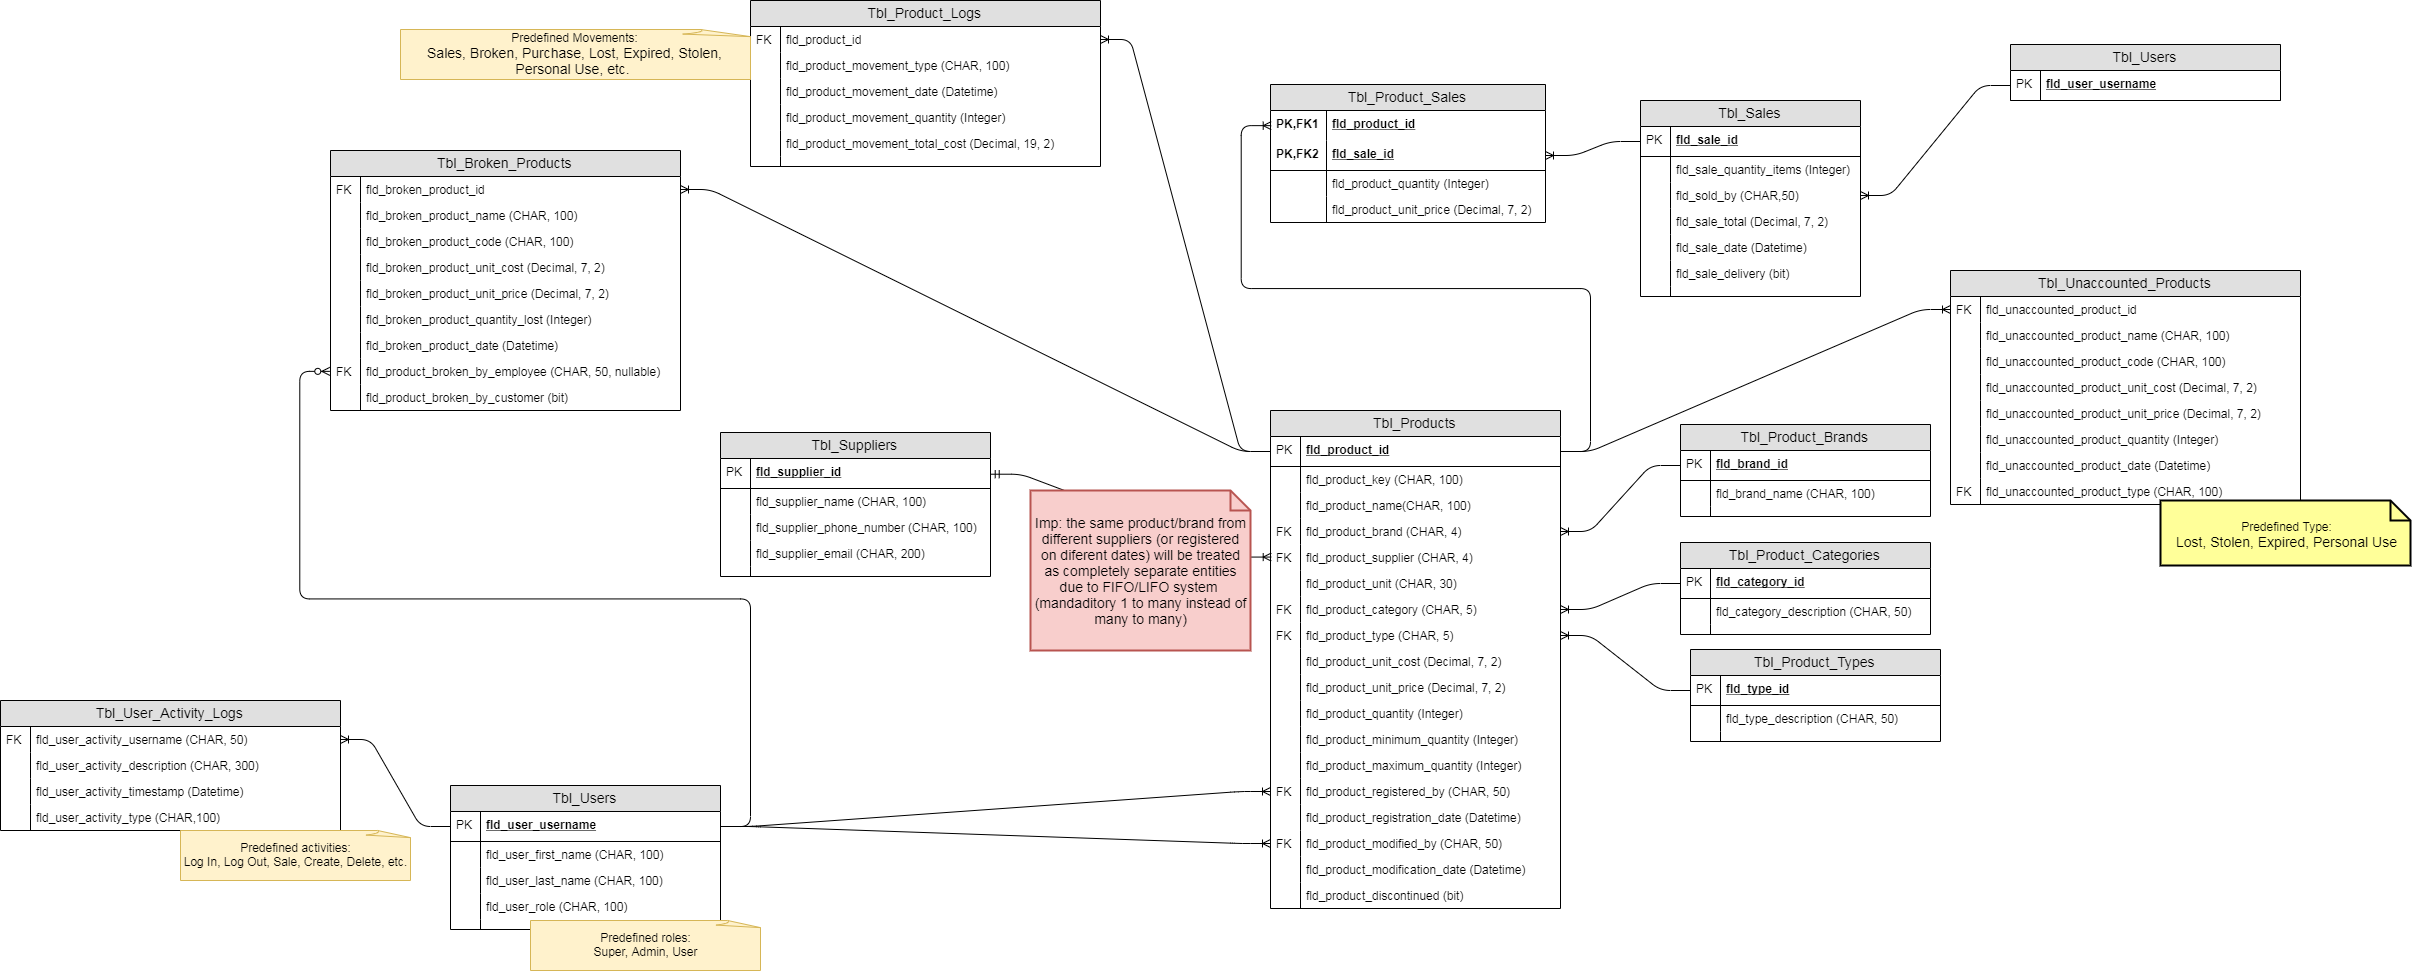 Tbl_Product_Logs
FK fld_product_id
fld_product_movement_type (CHAR, 100)
fld_product_movement_date (Datetime)
fld_product_movement_quantity (Integer)
fld_product_movement_total_cost (Decimal, 19, 2)
Predefined Movements:
Sales, Broken, Purchase, Lost, Expired, Stolen,
Personal Use, etc.
Tbl_Users
PK fld_user_username
Tbl_Product_Sales
PK,FK1 fld_product_id
PK,FK2 fld_sale_id
fld_product_quantity (Integer)
fld_product_unit_price (Decimal, 7, 2)
Tbl_Sales
PK fld_sale_id
fld_sale_quantity_items (Integer)
fld_sold_by (CHAR,50)
fld_sale_total (Decimal, 7, 2)
fld_sale_date (Datetime)
fld_sale_delivery (bit)
Tbl_Broken_Products
FK fld_broken_product_id
fld_broken_product_name (CHAR, 100)
fld_broken_product_code (CHAR, 100)
fld_broken_product_unit_cost (Decimal, 7, 2)
fld_broken_product_unit_price (Decimal, 7, 2)
fld_broken_product_quantity_lost (Integer)
fld_broken_product_date (Datetime)
FK fld_product_broken_by_employee (CHAR, 50, nullable)
fld_product_broken_by_customer (bit)
Tbl_Unaccounted_Products
FK fld_unaccounted_product_id
fld_unaccounted_product_name (CHAR, 100)
fld_unaccounted_product_code (CHAR, 100)
fld_unaccounted_product_unit_cost (Decimal, 7, 2)
fld_unaccounted_product_unit_price (Decimal, 7, 2)
fld_unaccounted_product_quantity (Integer)
fld_unaccounted_product_date (Datetime)
FK fld_unaccounted_product_type (CHAR, 100)
Predefined Type:
Lost, Stolen, Expired, Personal Use
Tbl_Suppliers
PK fld_supplier_id
fld_supplier_name (CHAR, 100)
fld_supplier_phone_number (CHAR, 100)
fld_supplier_email (CHAR, 200)
Imp: the same product/brand from
different suppliers (or registered
on diferent dates) will be treated
as completely separate entities
due to FIFO/LIFO system
(mandaditory 1 to many instead of
many to many)
Tbl_Products
PK fld_product_id
fld_product_key (CHAR, 100)
fld_product_name(CHAR, 100)
FK fld_product_brand (CHAR, 4)
FK fld_product_supplier (CHAR, 4)
fld_product_unit (CHAR, 30)
FK fld_product_category (CHAR, 5)
FK fld_product_type (CHAR, 5)
fld_product_unit_cost (Decimal, 7, 2)
fld_product_unit_price (Decimal, 7, 2)
fld_product_quantity (Integer)
fld_product_minimum_quantity (Integer)
fld_product_maximum_quantity (Integer)
FK fld_product_registered_by (CHAR, 50)
fld_product_registration_date (Datetime)
FK fld_product_modified_by (CHAR, 50)
fld_product_modification_date (Datetime)
fld_product_discontinued (bit)
Tbl_Product_Brands
PK fld_brand_id
fld_brand_name (CHAR, 100)
Tbl_Product_Categories
PK fld_category_id
fld_category_description (CHAR, 50)
Tbl_Product_Types
PK fld_type_id
fld_type_description (CHAR, 50)
Tbl_User_Activity_Logs
FK fld_user_activity_username (CHAR, 50)
fld_user_activity_description (CHAR, 300)
fld_user_activity_timestamp (Datetime)
fld_user_activity_type (CHAR,100)
Predefined activities:
Log In, Log Out, Sale, Create, Delete, etc.
Tbl_Users
PK fld_user_username
fld_user_first_name (CHAR, 100)
fld_user_last_name (CHAR, 100)
fld_user_role (CHAR, 100)
Predefined roles:
Super, Admin, User